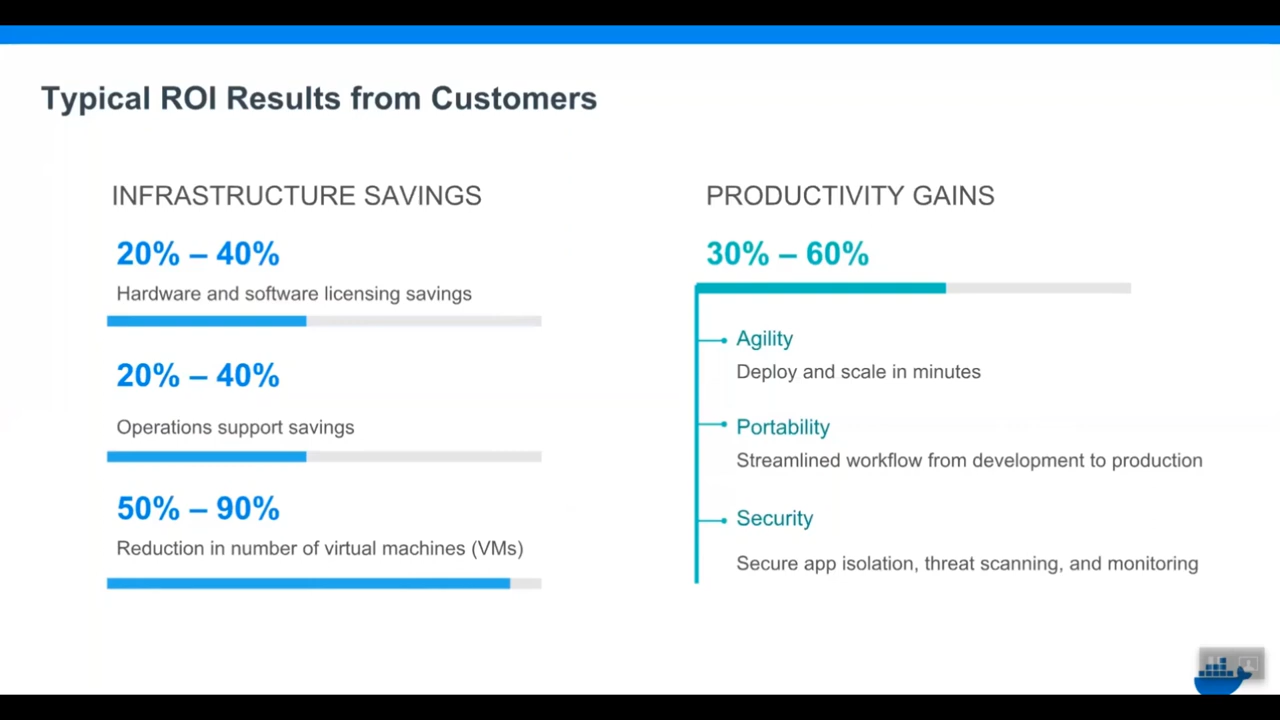 Typical ROI Results from Customers
INFRASTRUCTURE SAVINGS
20% – 40%
Hardware and software licensing savings
20% – 40%
Operations support savings
50% – 90%
Reduction in number of virtual machines (VMs)
PRODUCTIVITY GAINS
30% – 60%
Agility
Deploy and scale in minutes
Portability
Streamlined workflow from development to production
Security
Secure app isolation, threat scanning, and monitoring